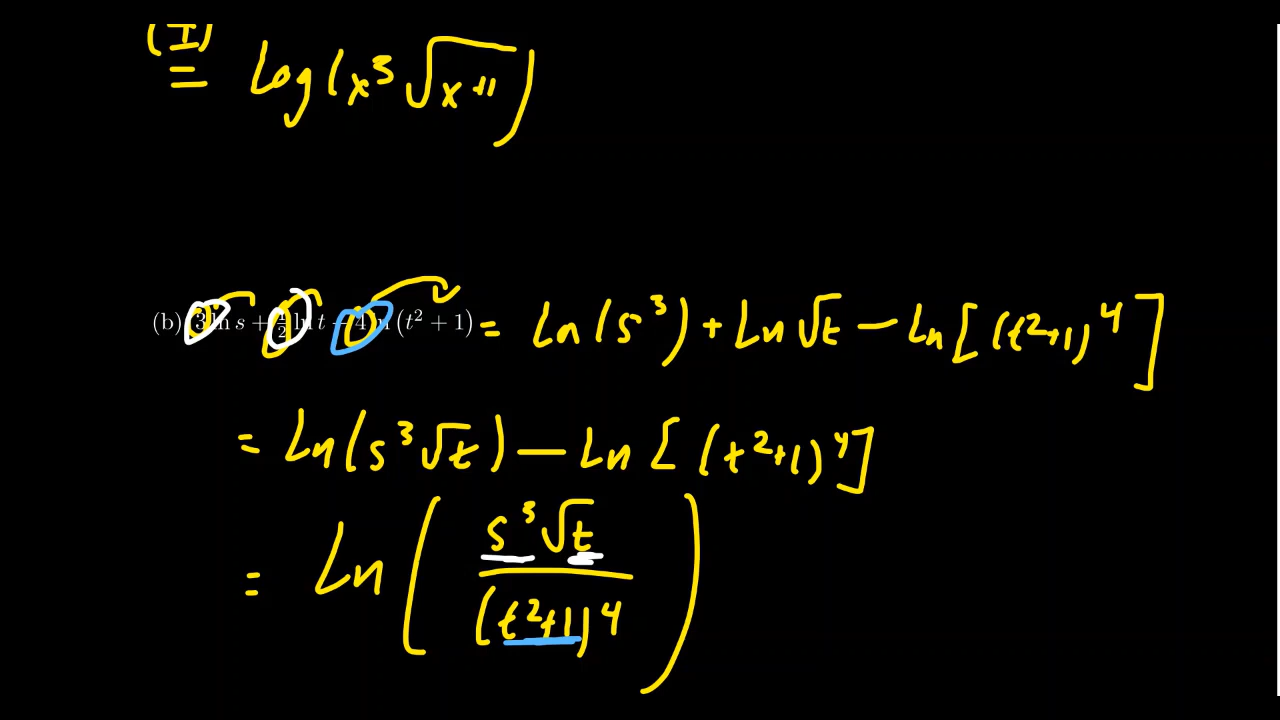 (I)
= log(x³√x+1)
(b) 3 ln s + ½ ln t − 4 ln (t² + 1) = ln(s³) + ln√t − ln[(t²+1)⁴]
= ln(s³√t) − ln[(t²+1)⁴]
= ln( s³√t / (t²+1)⁴ )